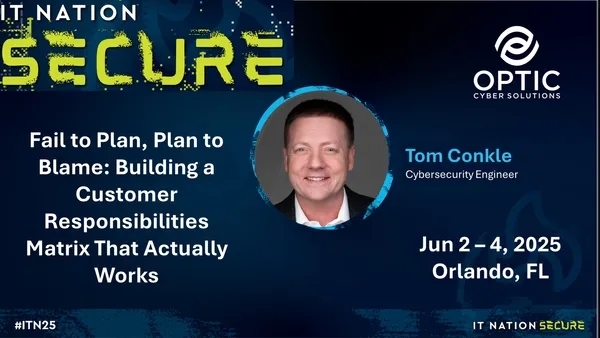 IT NATION
SECURE
OPTIC
CYBER SOLUTIONS
Fail to Plan, Plan to
Blame: Building a
Customer
Responsibilities
Matrix That Actually
Works
Tom Conkle
Cybersecurity Engineer
Jun 2 – 4, 2025
Orlando, FL
#ITN25
IT NATION SECURE